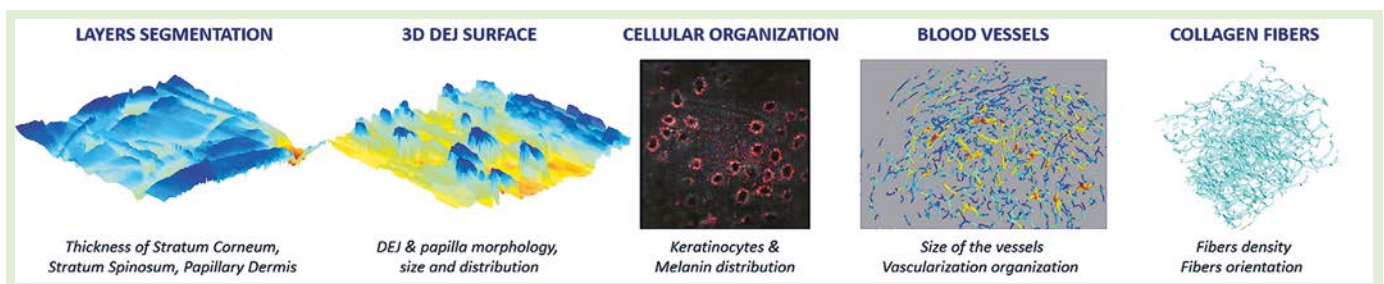 LAYERS SEGMENTATION
3D DEJ SURFACE
CELLULAR ORGANIZATION
BLOOD VESSELS
COLLAGEN FIBERS
Thickness of Stratum Corneum,
Stratum Spinosum, Papillary Dermis
DEJ & papilla morphology,
size and distribution
Keratinocytes &
Melanin distribution
Size of the vessels
Vascularization organization
Fibers density
Fibers orientation